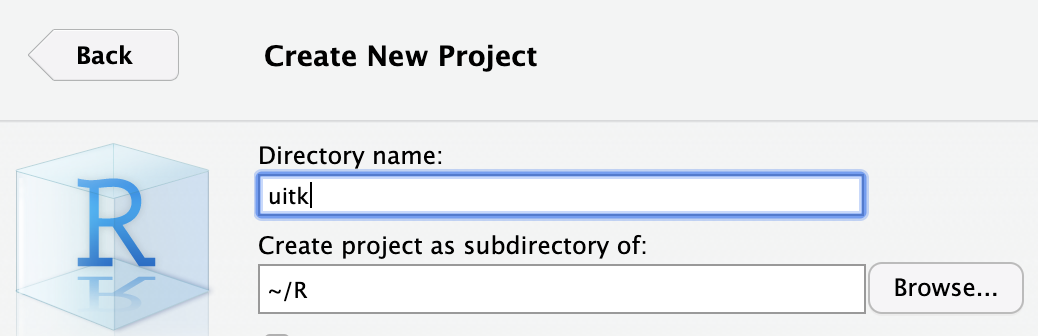 Back
Create New Project
Directory name:
uitk
Create project as subdirectory of:
~/R
Browse...
R